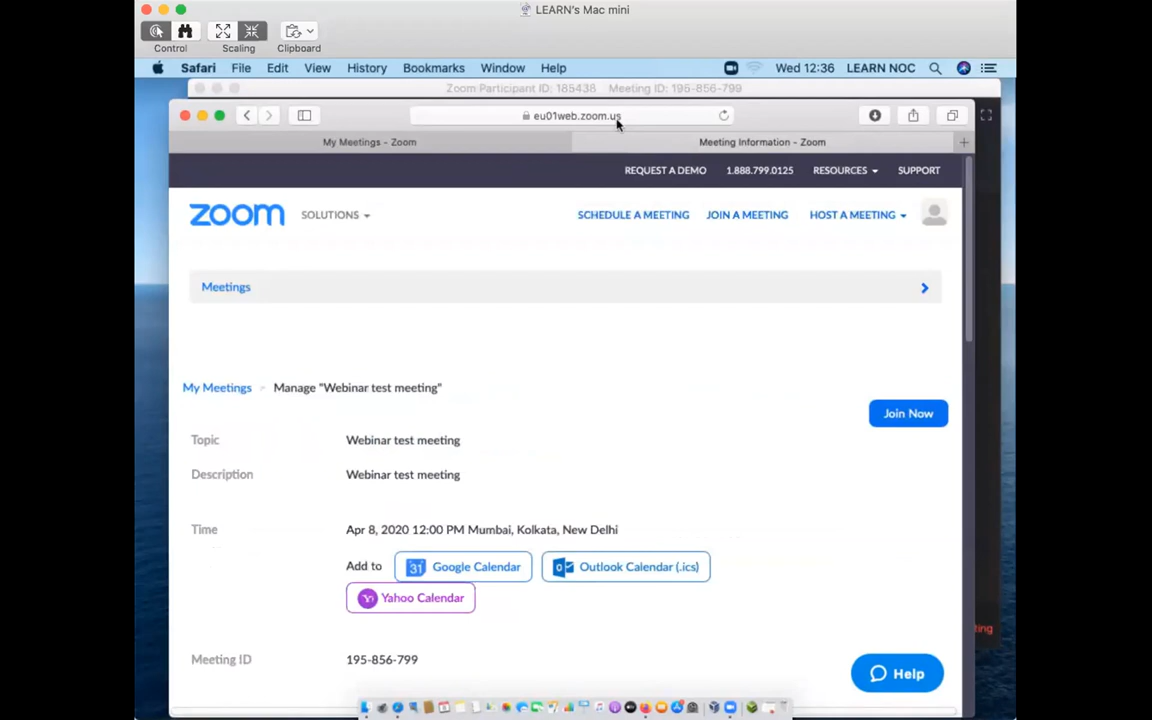 LEARN's Mac mini
Control Scaling Clipboard
Safari File Edit View History Bookmarks Window Help Wed 12:36 LEARN NOC
Zoom Participant ID: 185438 Meeting ID: 195-856-799
eu01web.zoom.us
My Meetings - Zoom Meeting Information - Zoom
REQUEST A DEMO 1.888.799.0125 RESOURCES SUPPORT
zoom SOLUTIONS SCHEDULE A MEETING JOIN A MEETING HOST A MEETING
Meetings
My Meetings Manage "Webinar test meeting"
Join Now
Topic Webinar test meeting
Description Webinar test meeting
Time Apr 8, 2020 12:00 PM Mumbai, Kolkata, New Delhi
Add to 31 Google Calendar Outlook Calendar (.ics)
Yahoo Calendar
Meeting ID 195-856-799
Help